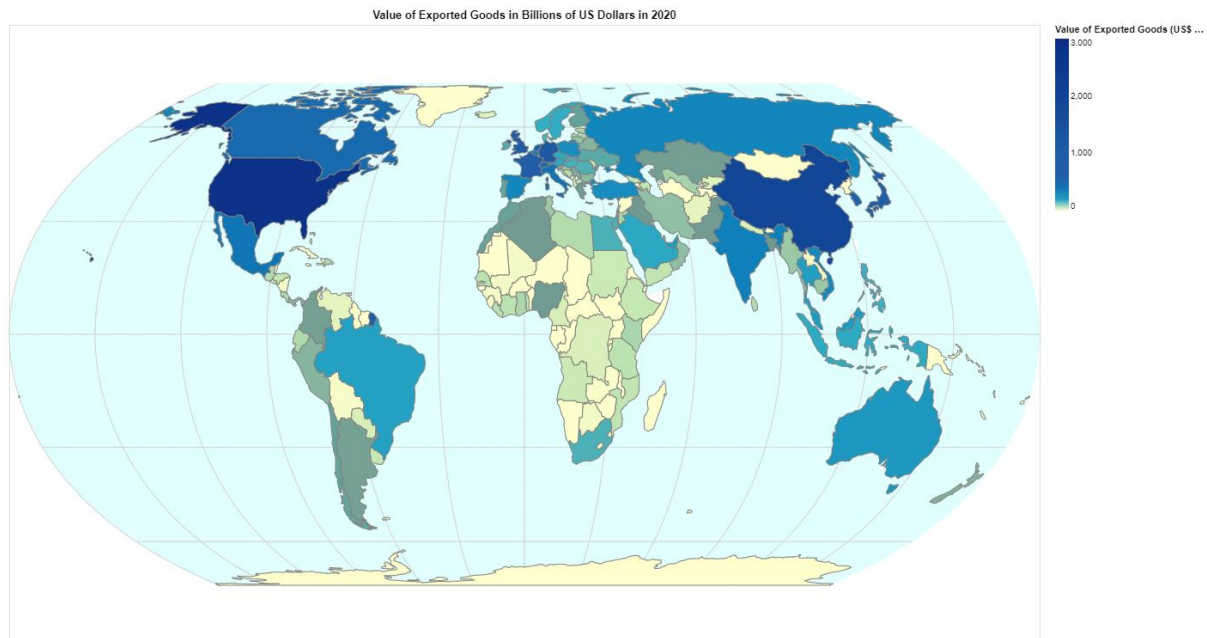 Value of Exported Goods in Billions of US Dollars in 2020
Value of Exported Goods (US$ ...
3,000
2,000
1,000
0